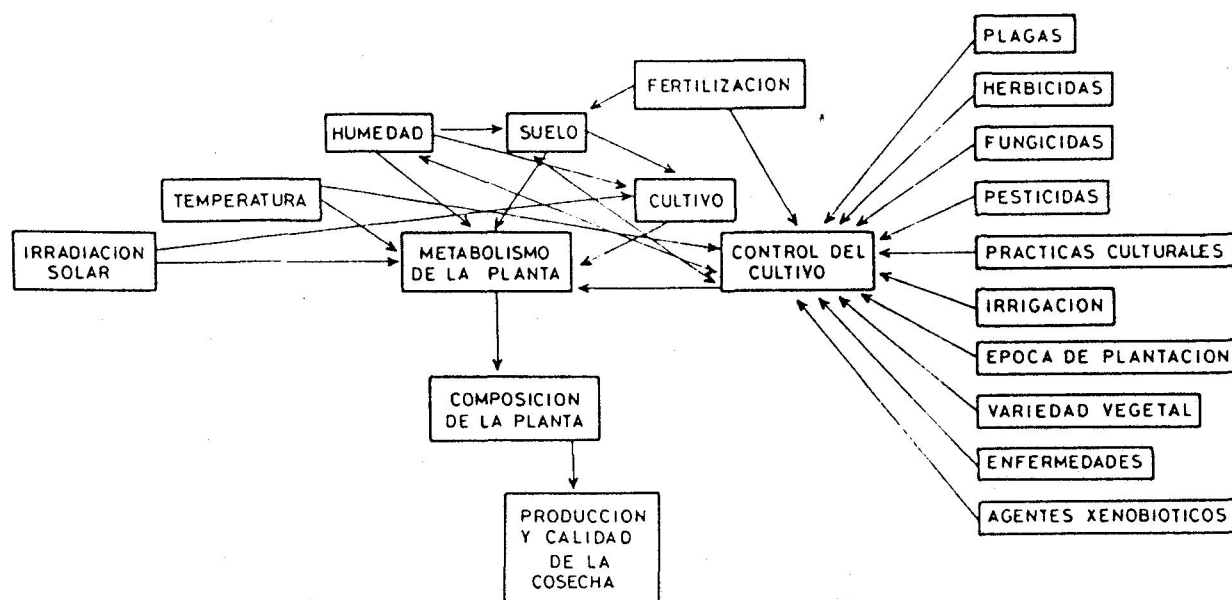 PLAGAS
FERTILIZACION
HERBICIDAS
HUMEDAD
SUELO
FUNGICIDAS
TEMPERATURA
CULTIVO
PESTICIDAS
IRRADIACION
SOLAR
METABOLISMO
DE LA PLANTA
CONTROL DEL
CULTIVO
PRACTICAS CULTURALES
IRRIGACION
EPOCA DE PLANTACION
COMPOSICION
DE LA PLANTA
VARIEDAD VEGETAL
ENFERMEDADES
AGENTES XENOBIOTICOS
PRODUCCION
Y CALIDAD
DE LA
COSECHA